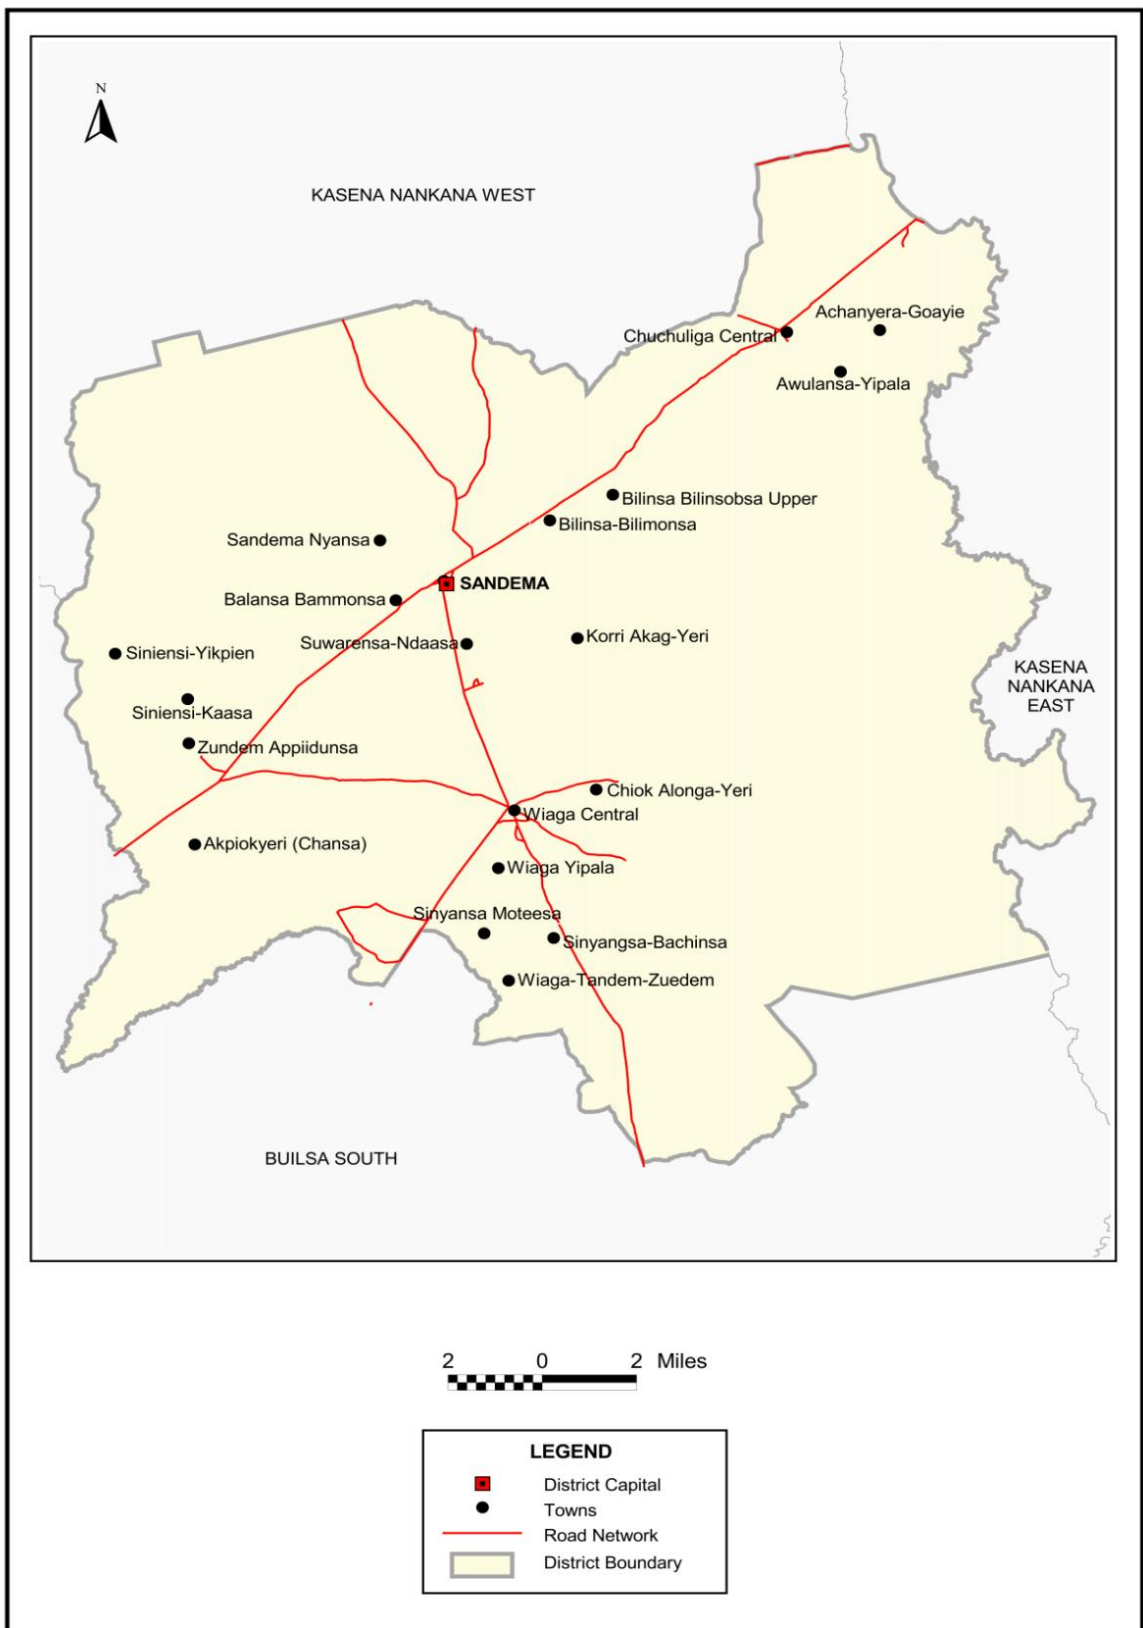 N
KASENA NANKANA WEST
Achanyera-Goayie
Chuchuliga Central
Awulansa-Yipala
Bilinsa Bilinsobsa Upper
Bilinsa-Bilimonsa
Sandema Nyansa
SANDEMA
Balansa Bammonsa
Suwarensa-Ndaasa
Korri Akag-Yeri
Siniensi-Yikpien
KASENA
NANKANA
EAST
Siniensi-Kaasa
Zundem Appiidunsa
Chiok Alonga-Yeri
Wiaga Central
Akpiokyeri (Chansa)
Wiaga Yipala
Sinyansa Moteesa
Sinyangsa-Bachinsa
Wiaga-Tandem-Zuedem
BUILSA SOUTH
2 0 2 Miles
LEGEND
District Capital
Towns
Road Network
District Boundary